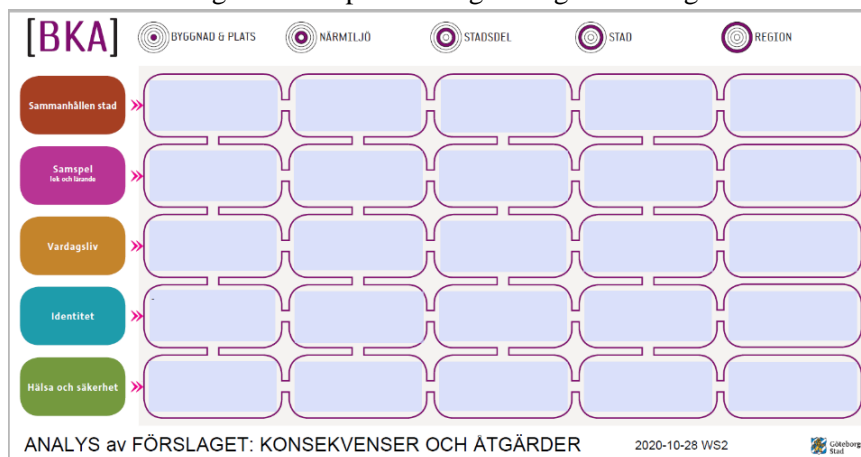 [BKA]
BYGGNAD & PLATS
NÄRMILJÖ
STADSDEL
STAD
REGION
Sammanhållen stad
Samspel
lek och lärande
Vardagsliv
Identitet
Hälsa och säkerhet
ANALYS av FÖRSLAGET: KONSEKVENSER OCH ÅTGÄRDER
2020-10-28 WS2
Göteborgs
Stad